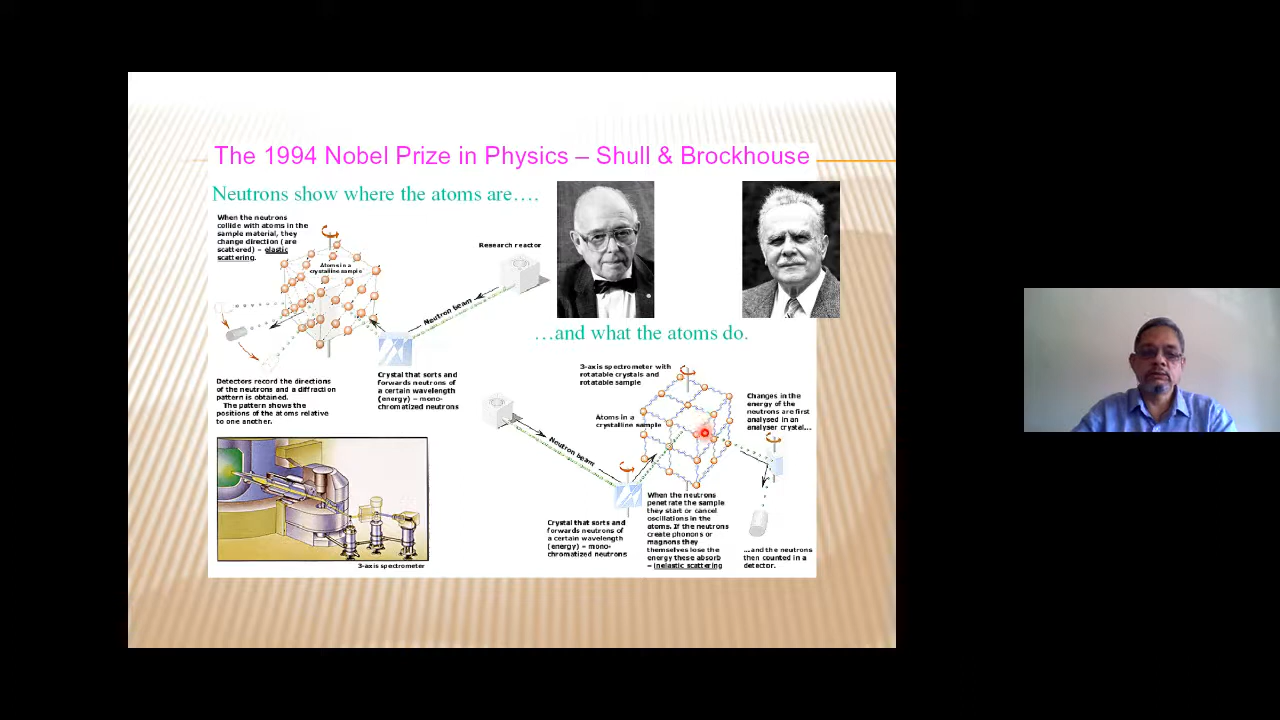 The 1994 Nobel Prize in Physics – Shull & Brockhouse
Neutrons show where the atoms are….
When the neutrons
collide with atoms in the
sample material, they
change direction (are
scattered) – elastic
scattering.
Atoms in a
crystalline sample
Research reactor
Neutron beam
Detectors record the directions
of the neutrons and a diffraction
pattern is obtained.
The pattern shows the
positions of the atoms relative
to one another.
Crystal that sorts and
forwards neutrons of
a certain wavelength
(energy) – mono-
chromatized neutrons
3-axis spectrometer
…and what the atoms do.
3-axis spectrometer with
rotatable crystals and
rotatable sample
Atoms in a
crystalline sample
Changes in the
energy of the
neutrons are first
analysed in an
analyser crystal...
Neutron beam
Crystal that sorts and
forwards neutrons of
a certain wavelength
(energy) – mono-
chromatized neutrons
When the neutrons
penetrate the sample
they start or cancel
oscillations in the
atoms. If the neutrons
create phonons or
magnons they
themselves lose the
energy these absorb
– inelastic scattering
...and the neutrons
then counted in a
detector.